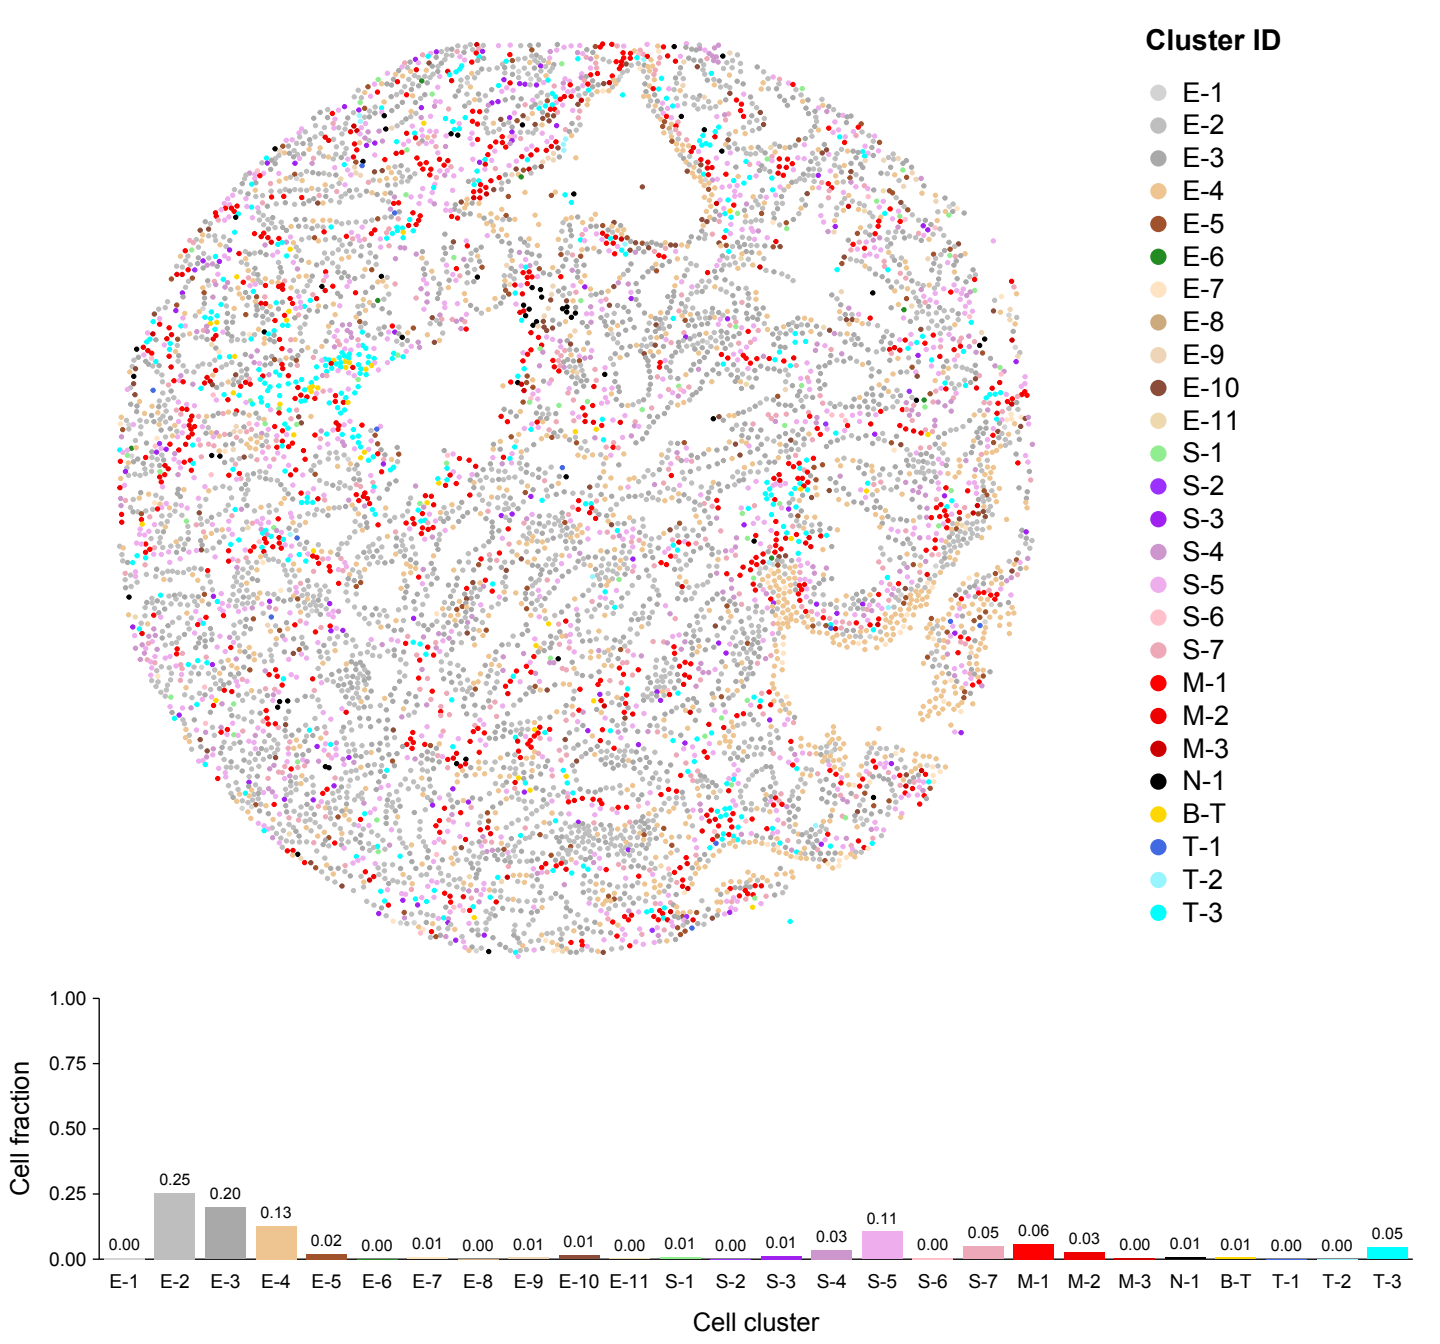 Cluster ID
E-1
E-2
E-3
E-4
E-5
E-6
E-7
E-8
E-9
E-10
E-11
S-1
S-2
S-3
S-4
S-5
S-6
S-7
M-1
M-2
M-3
N-1
B-T
T-1
T-2
T-3
1.00
0.75
0.50
0.25
0.00
Cell fraction
0.00 0.25 0.20 0.13 0.02 0.00 0.01 0.00 0.01 0.01 0.00 0.01 0.00 0.01 0.03 0.11 0.00 0.05 0.06 0.03 0.00 0.01 0.01 0.00 0.00 0.05
E-1 E-2 E-3 E-4 E-5 E-6 E-7 E-8 E-9 E-10 E-11 S-1 S-2 S-3 S-4 S-5 S-6 S-7 M-1 M-2 M-3 N-1 B-T T-1 T-2 T-3
Cell cluster